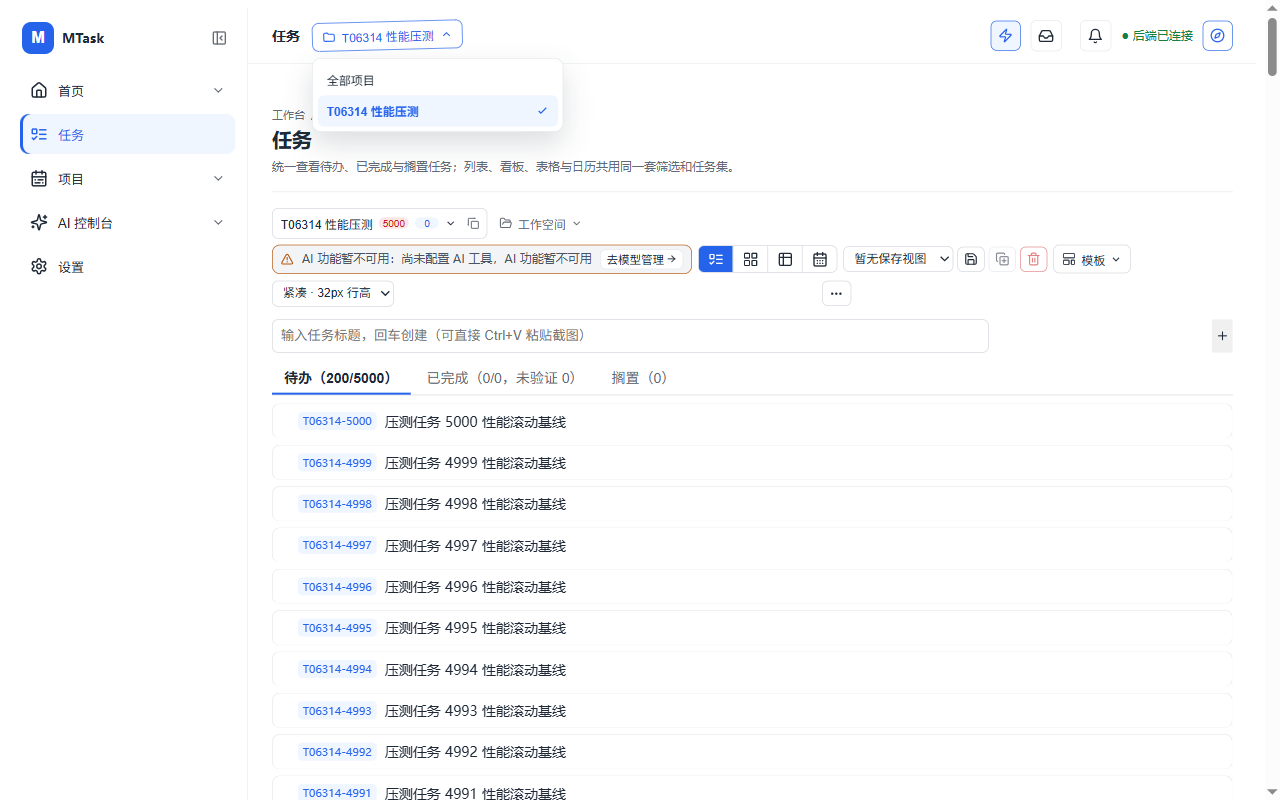 M MTask
首页
任务
项目
AI 控制台
设置
任务 T06314 性能压测
后端已连接
全部项目
T06314 性能压测
工作台
任务
统一查看待办、已完成与搁置任务；列表、看板、表格与日历共用同一套筛选和任务集。
T06314 性能压测 5000 0 工作空间
AI 功能暂不可用：尚未配置 AI 工具，AI 功能暂不可用 去模型管理→ 暂无保存视图 模板
紧凑 · 32px 行高
输入任务标题，回车创建（可直接 Ctrl+V 粘贴截图） +
待办（200/5000） 已完成（0/0，未验证 0） 搁置（0）
T06314-5000 压测任务 5000 性能滚动基线
T06314-4999 压测任务 4999 性能滚动基线
T06314-4998 压测任务 4998 性能滚动基线
T06314-4997 压测任务 4997 性能滚动基线
T06314-4996 压测任务 4996 性能滚动基线
T06314-4995 压测任务 4995 性能滚动基线
T06314-4994 压测任务 4994 性能滚动基线
T06314-4993 压测任务 4993 性能滚动基线
T06314-4992 压测任务 4992 性能滚动基线
T06314-4991 压测任务 4991 性能滚动基线